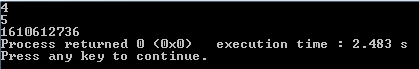 4
5
1610612736
Process returned 0 (0x0)   execution time : 2.483 s
Press any key to continue.